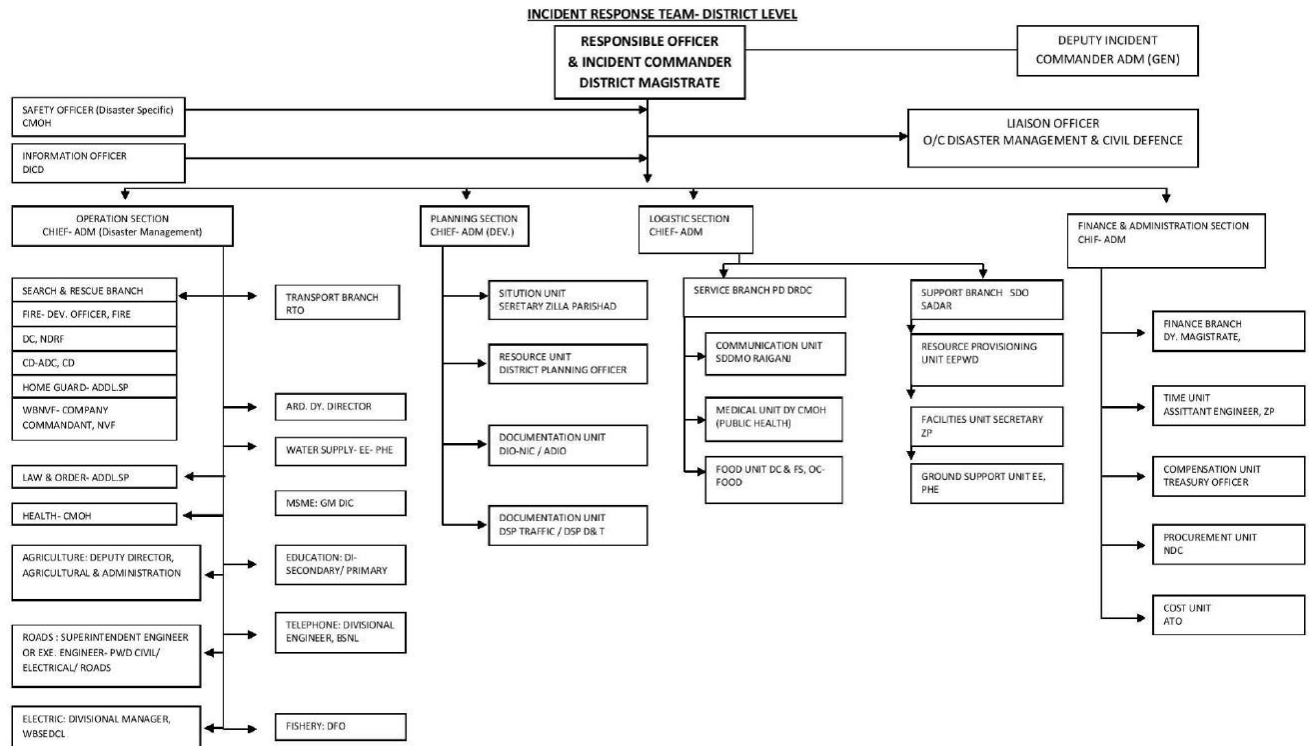 INCIDENT RESPONSE TEAM- DISTRICT LEVEL
RESPONSIBLE OFFICER
& INCIDENT COMMANDER
DISTRICT MAGISTRATE
DEPUTY INCIDENT
COMMANDER ADM (GEN)
SAFETY OFFICER (Disaster Specific)
CMOH
LIAISON OFFICER
O/C DISASTER MANAGEMENT & CIVIL DEFENCE
INFORMATION OFFICER
DICD
OPERATION SECTION
CHIEF- ADM (Disaster Management)
PLANNING SECTION
CHIEF- ADM (DEV.)
LOGISTIC SECTION
CHIEF- ADM
FINANCE & ADMINISTRATION SECTION
CHIF- ADM
SEARCH & RESCUE BRANCH
FIRE- DEV. OFFICER, FIRE
DC, NDRF
CD-ADC, CD
HOME GUARD- ADDL.SP
WBNVF- COMPANY
COMMANDANT, NVF
LAW & ORDER- ADDL.SP
HEALTH- CMOH
AGRICULTURE: DEPUTY DIRECTOR,
AGRICULTURAL & ADMINISTRATION
ROADS : SUPERINTENDENT ENGINEER
OR EXE. ENGINEER- PWD CIVIL/
ELECTRICAL/ ROADS
ELECTRIC: DIVISIONAL MANAGER,
WBSEDCL
TRANSPORT BRANCH
RTO
ARD. DY. DIRECTOR
WATER SUPPLY- EE- PHE
MSME: GM DIC
EDUCATION: DI-
SECONDARY/ PRIMARY
TELEPHONE: DIVISIONAL
ENGINEER, BSNL
FISHERY: DFO
SITUTION UNIT
SERETARY ZILLA PARISHAD
RESOURCE UNIT
DISTRICT PLANNING OFFICER
DOCUMENTATION UNIT
DIO-NIC / ADIO
DOCUMENTATION UNIT
DSP TRAFFIC / DSP D& T
SERVICE BRANCH PD DRDC
COMMUNICATION UNIT
SDDMO RAIGANJ
MEDICAL UNIT DY CMOH
(PUBLIC HEALTH)
FOOD UNIT DC & FS, OC-
FOOD
SUPPORT BRANCH SDO
SADAR
RESOURCE PROVISIONING
UNIT EEPWD
FACILITIES UNIT SECRETARY
ZP
GROUND SUPPORT UNIT EE,
PHE
FINANCE BRANCH
DY. MAGISTRATE,
TIME UNIT
ASSITTANT ENGINEER, ZP
COMPENSATION UNIT
TREASURY OFFICER
PROCUREMENT UNIT
NDC
COST UNIT
ATO